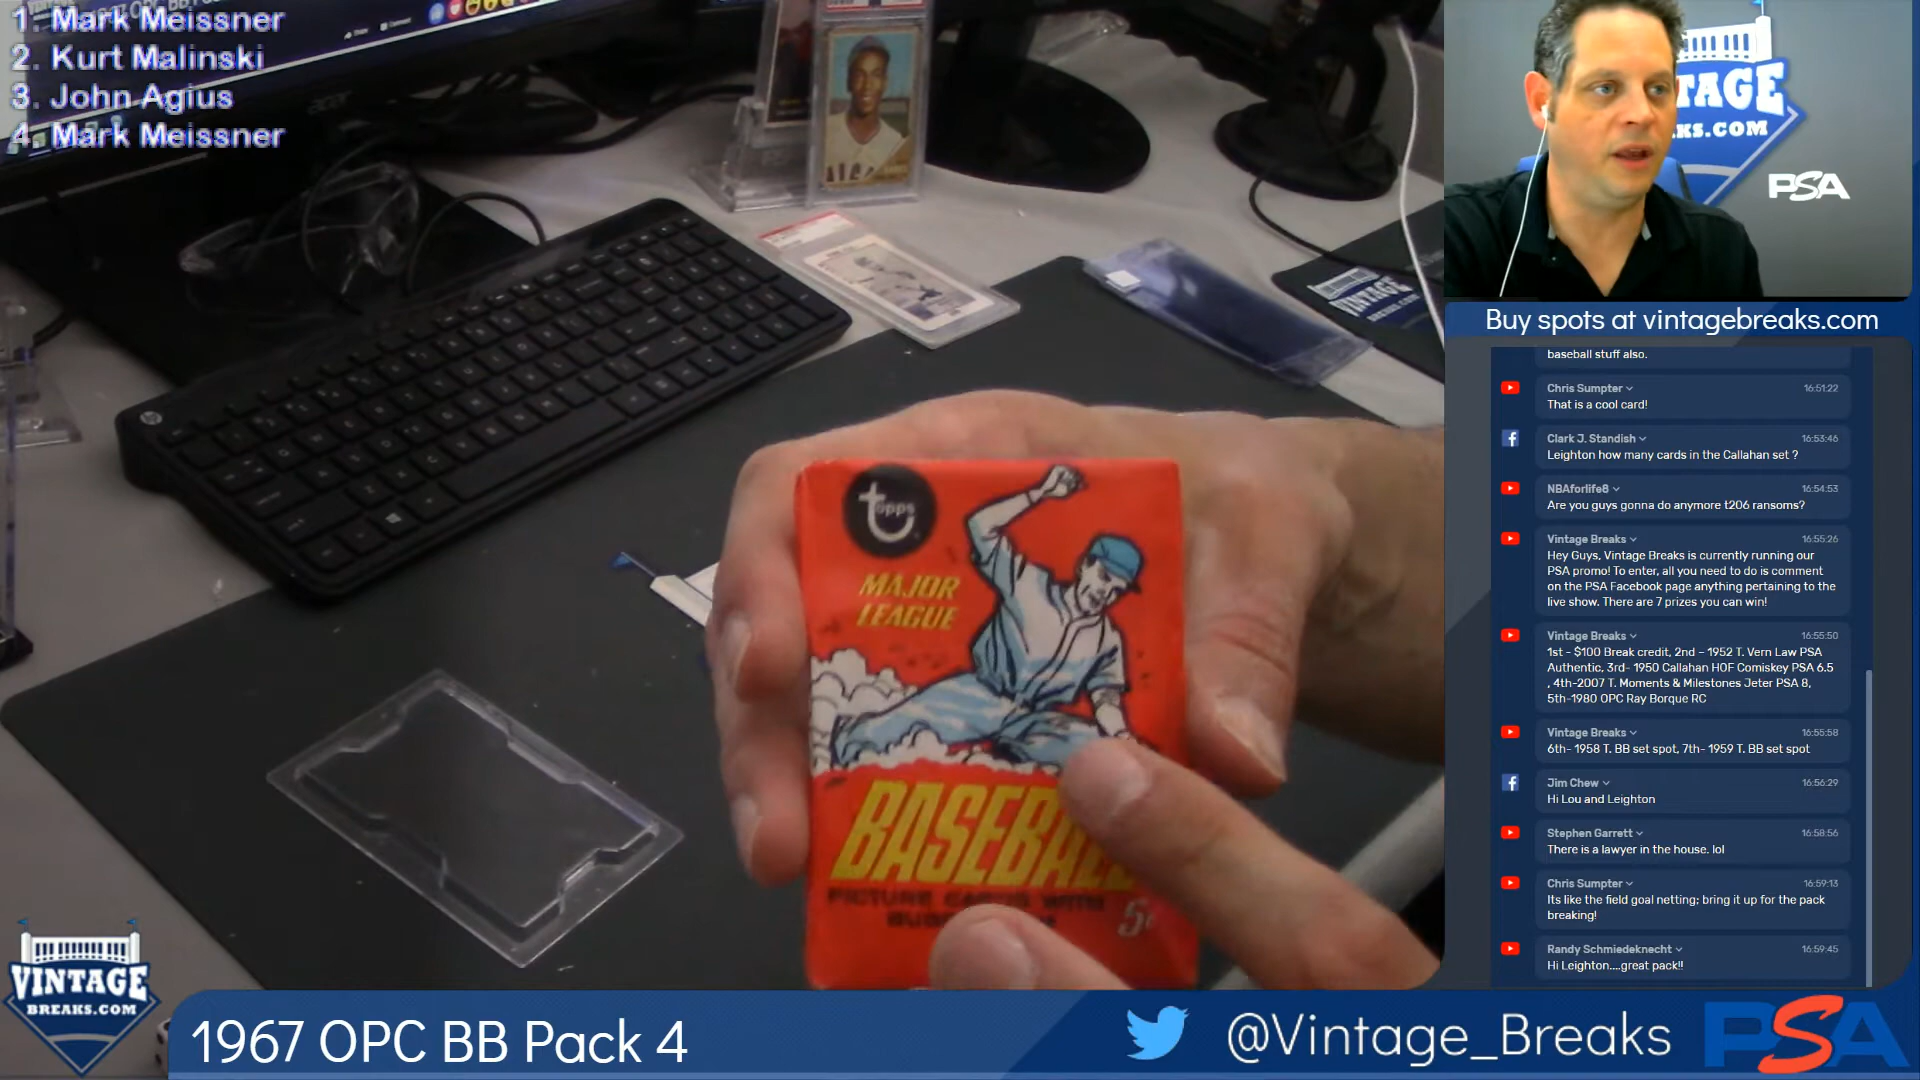 1. Mark Meissner
2. Kurt Malinski
3. John Agius
4. Mark Meissner
acer
topps
MAJOR
LEAGUE
BASEBALL
PICTURE CARDS WITH
5¢
VINTAGE
BREAKS.COM
1967 OPC BB Pack 4
@Vintage_Breaks
PSA
TAGE
KS.COM
PSA
VINTAGE
Buy spots at vintagebreaks.com
baseball stuff also.
Chris Sumpter 16:51:22
That is a cool card!
Clark J. Standish 16:53:46
Leighton how many cards in the Callahan set ?
NBAforlife8 16:54:53
Are you guys gonna do anymore t206 ransoms?
Vintage Breaks 16:55:26
Hey Guys, Vintage Breaks is currently running our
PSA promo! To enter, all you need to do is comment
on the PSA Facebook page anything pertaining to the
live show. There are 7 prizes you can win!
Vintage Breaks 16:55:50
1st - $100 Break credit, 2nd – 1952 T. Vern Law PSA
Authentic, 3rd- 1950 Callahan HOF Comiskey PSA 6.5
, 4th-2007 T. Moments & Milestones Jeter PSA 8,
5th-1980 OPC Ray Borque RC
Vintage Breaks 16:55:58
6th- 1958 T. BB set spot, 7th- 1959 T. BB set spot
Jim Chew 16:56:29
Hi Lou and Leighton
Stephen Garrett 16:58:56
There is a lawyer in the house. lol
Chris Sumpter 16:59:13
Its like the field goal netting; bring it up for the pack
breaking!
Randy Schmiedeknecht 16:59:45
Hi Leighton....great pack!!